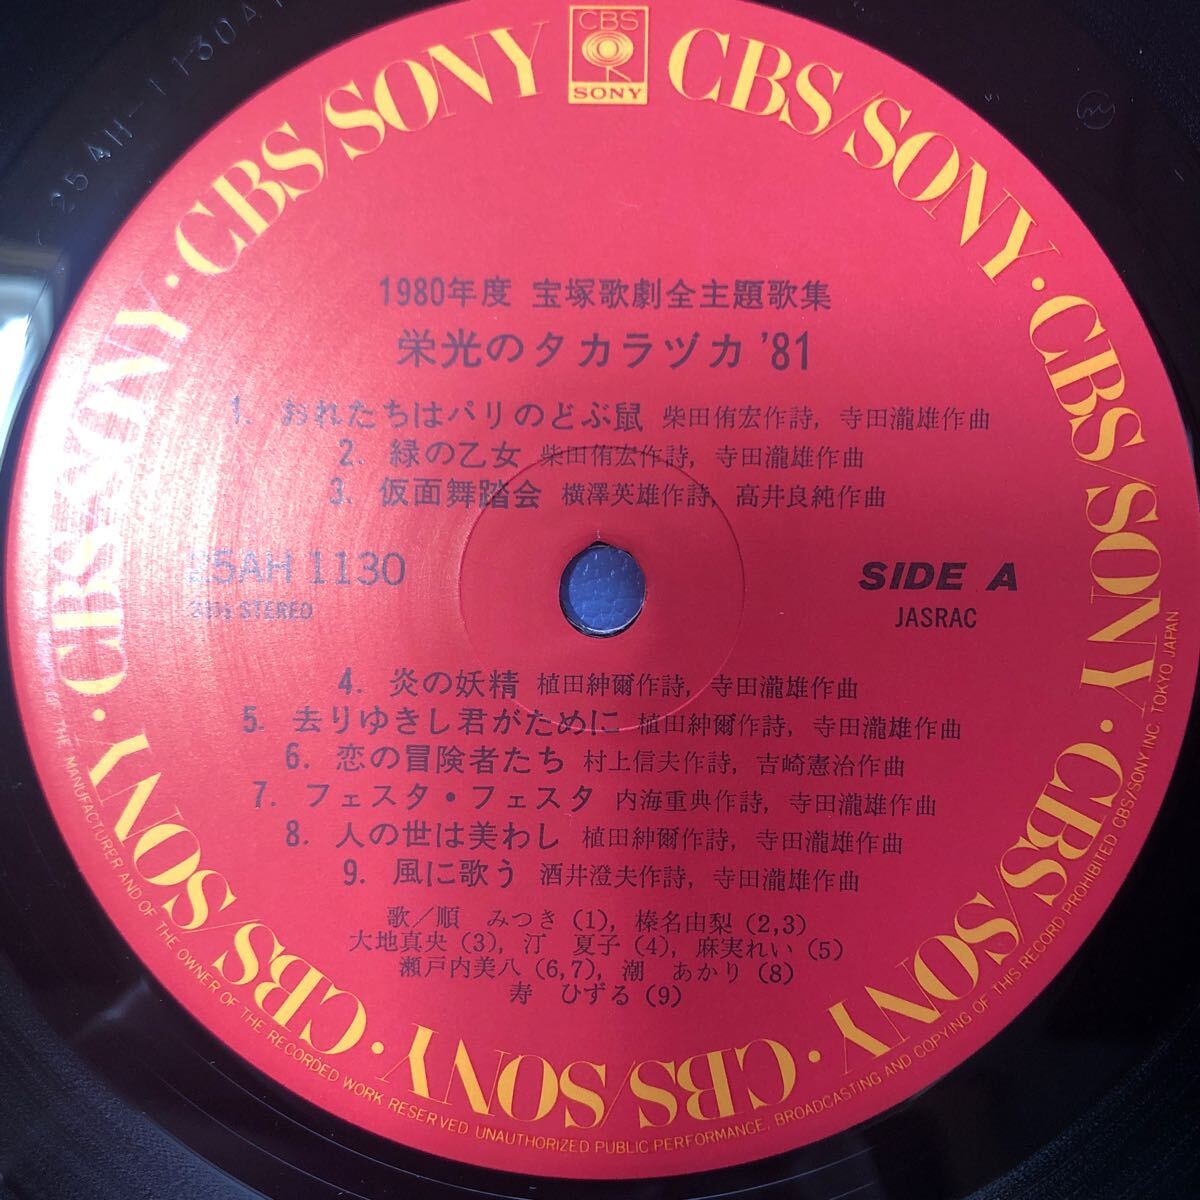 CBS
SONY
CBS/SONY · CBS/SONY · CBS/SONY · CBS/SONY · CBS/SONY · CBS/SONY · CBS/SONY · CBS/SONY
1980年度 宝塚歌劇全主題歌集
栄光のタカラヅカ'81
1. おれたちはパリのどぶ鼠 柴田侑宏作詩, 寺田瀧雄作曲
2. 緑の乙女 柴田侑宏作詩, 寺田瀧雄作曲
3. 仮面舞踏会 横澤英雄作詩, 高井良純作曲
25AH 1130
33⅓ STEREO
SIDE A
JASRAC
4. 炎の妖精 植田紳爾作詩, 寺田瀧雄作曲
5. 去りゆきし君がために 植田紳爾作詩, 寺田瀧雄作曲
6. 恋の冒険者たち 村上信夫作詩, 吉崎憲治作曲
7. フェスタ・フェスタ 内海重典作詩, 寺田瀧雄作曲
8. 人の世は美わし 植田紳爾作詩, 寺田瀧雄作曲
9. 風に歌う 酒井澄夫作詩, 寺田瀧雄作曲
歌/順 みつき(1), 榛名由梨(2,3)
大地真央(3), 汀 夏子(4), 麻実れい(5)
瀬戸内美八(6,7), 潮 あかり(8)
寿 ひずる(9)
THE MANUFACTURER AND OF THE OWNER OF THE RECORDED WORK RESERVED. UNAUTHORIZED PUBLIC PERFORMANCE, BROADCASTING AND COPYING OF THIS RECORD PROHIBITED CBS/SONY INC. TOKYO JAPAN